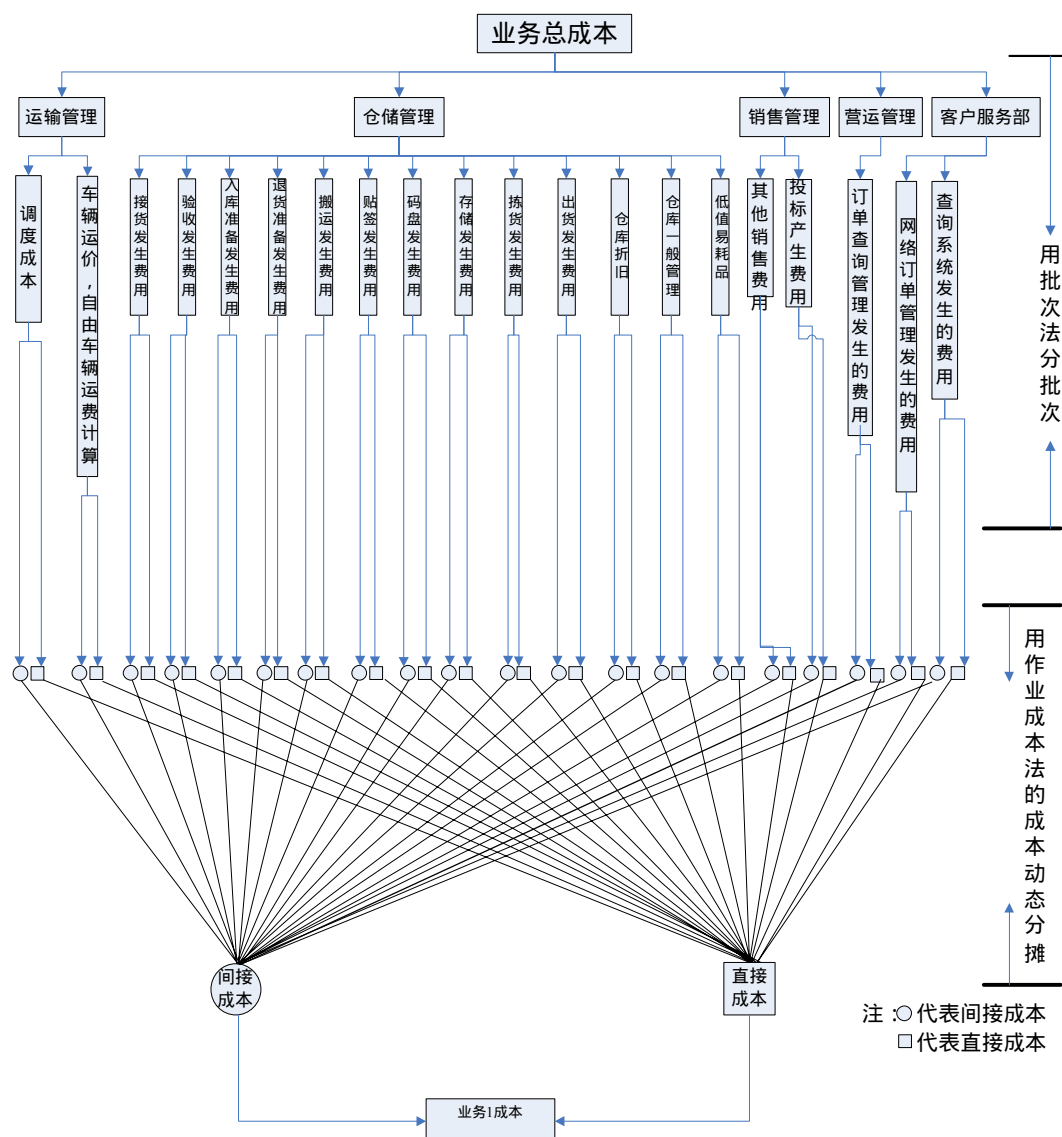 业务总成本
运输管理
仓储管理
销售管理
营运管理
客户服务部
调度成本
车辆运价,自由车辆运费计算
接货发生费用
验收发生费用
入库准备发生费用
退货准备发生费用
搬运发生费用
贴签发生费用
码盘发生费用
存储发生费用
拣货发生费用
出货发生费用
仓库折旧
仓库一般管理
低值易耗品
其他销售费用
投标产生费用
订单查询管理发生的费用
网络订单管理发生的费用
查询系统发生的费用
用批次法分批次
用作业成本法的成本动态分摊
间接
成本
直接
成本
注:代表间接成本
代表直接成本
业务1成本